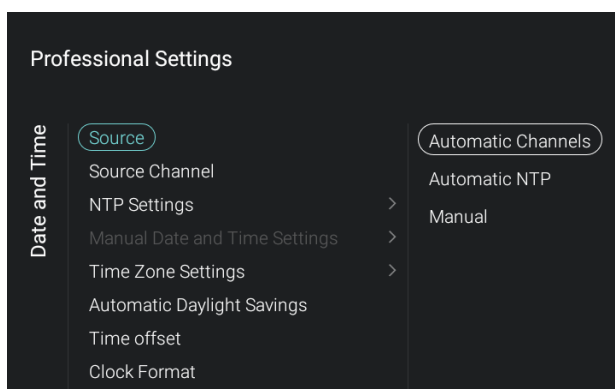 Professional Settings
Date and Time
Source
Source Channel
NTP Settings
Manual Date and Time Settings
Time Zone Settings
Automatic Daylight Savings
Time offset
Clock Format
Automatic Channels
Automatic NTP
Manual